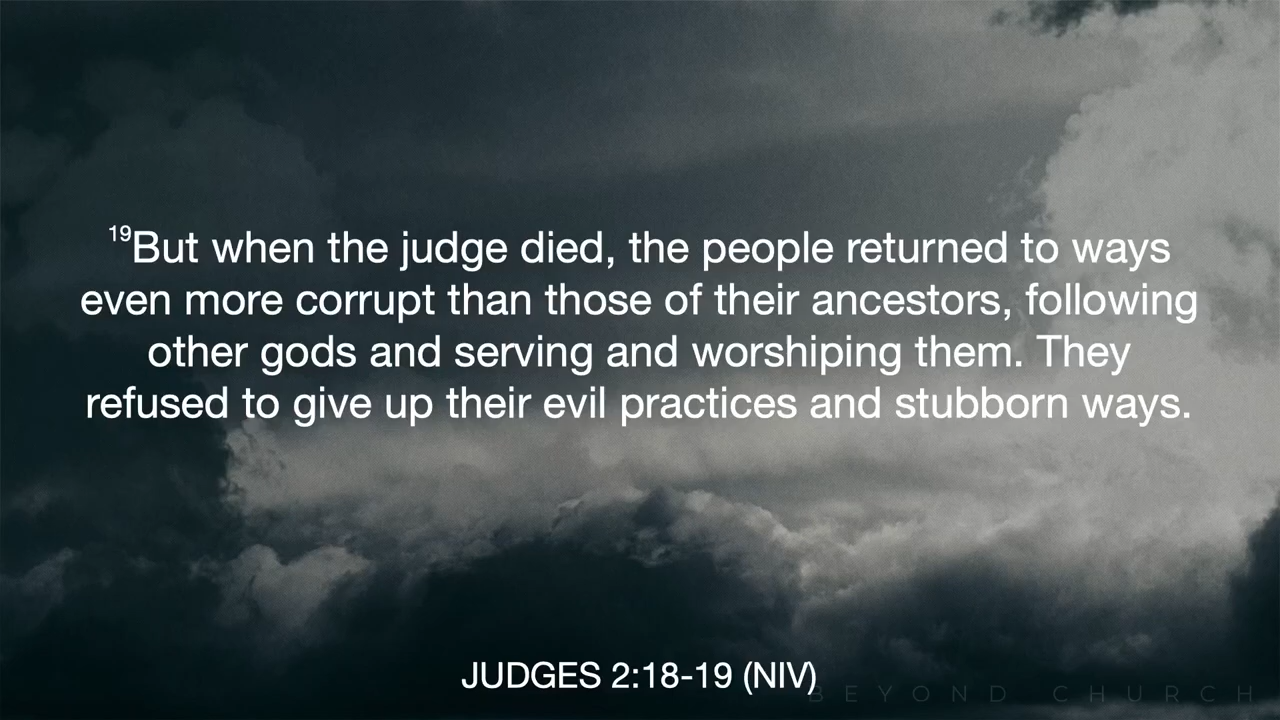 19But when the judge died, the people returned to ways
even more corrupt than those of their ancestors, following
other gods and serving and worshiping them. They
refused to give up their evil practices and stubborn ways.
JUDGES 2:18-19 (NIV)
BEYOND CHURCH